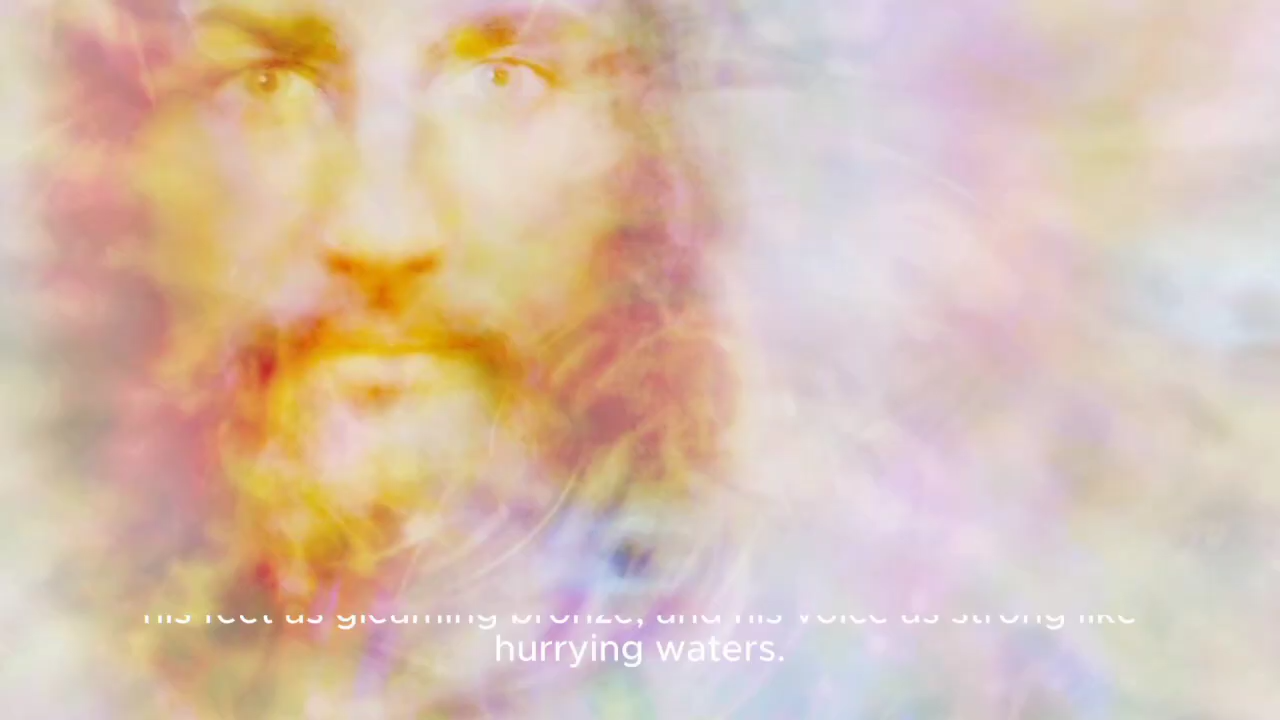 his feet as gleaming bronze, and his voice as strong like
hurrying waters.